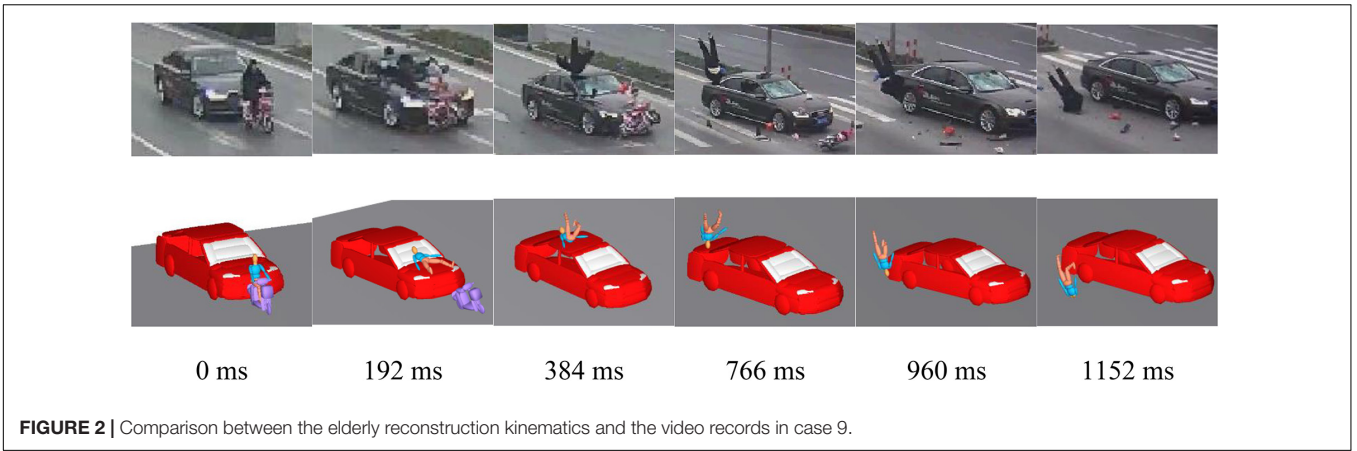 0 ms 192 ms 384 ms 766 ms 960 ms 1152 ms
FIGURE 2 | Comparison between the elderly reconstruction kinematics and the video records in case 9.